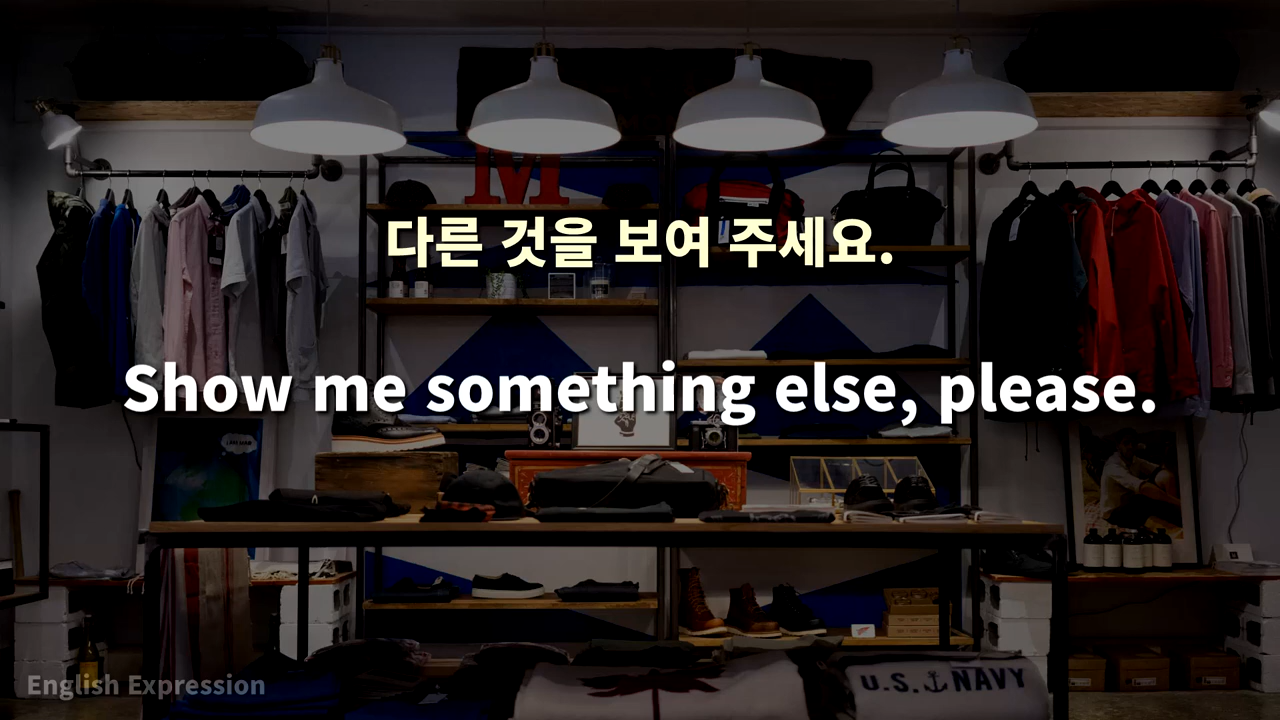 M
다른 것을 보여 주세요.
Show me something else, please.
U.S. NAVY
English Expression